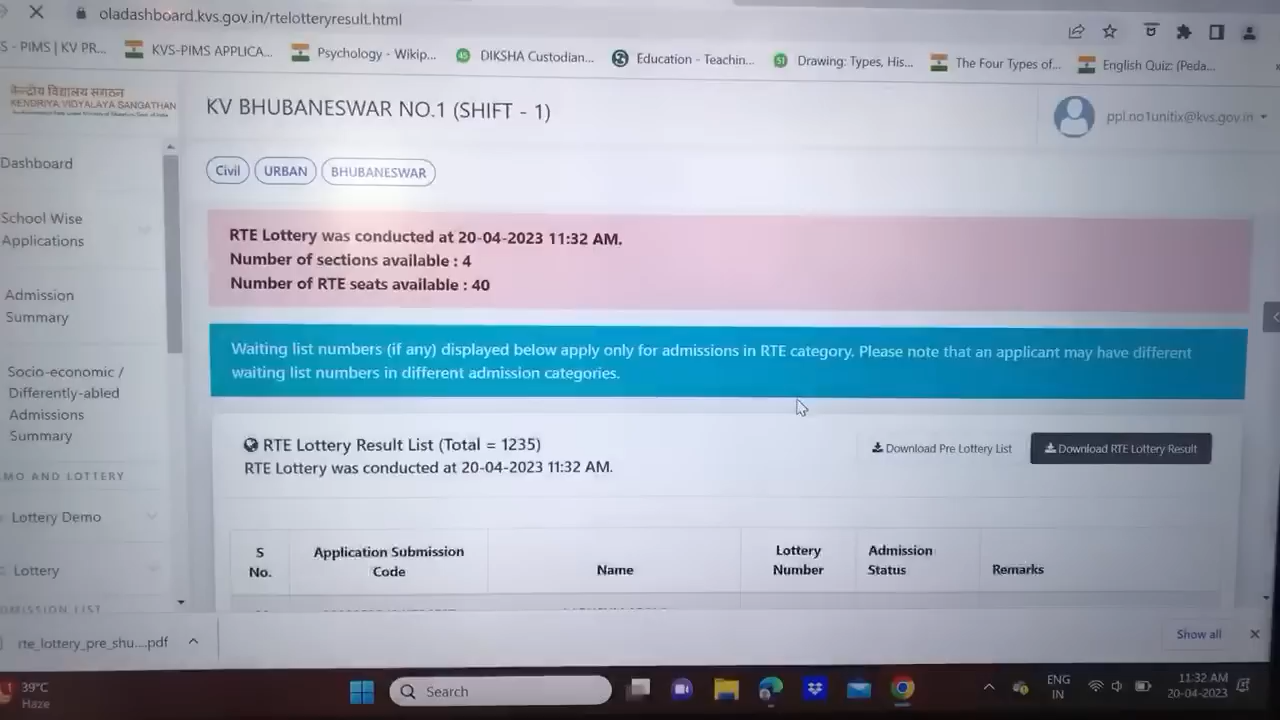 oladashboard.kvs.gov.in/rtelotteryresult.html
S - PIMS | KV PR...
KVS-PIMS APPLICA...
Psychology - Wikip...
DIKSHA Custodian...
Education - Teachin...
Drawing: Types, His...
The Four Types of...
English Quiz: (Peda...
केन्द्रीय विद्यालय संगठन
KENDRIYA VIDYALAYA SANGATHAN
KV BHUBANESWAR NO.1 (SHIFT - 1)
ppl.no1unitix@kvs.gov.in
Civil
URBAN
BHUBANESWAR
Dashboard
School Wise
Applications
Admission
Summary
Socio-economic /
Differently-abled
Admissions
Summary
MO AND LOTTERY
Lottery Demo
Lottery
DMISSION LIST
RTE Lottery was conducted at 20-04-2023 11:32 AM.
Number of sections available : 4
Number of RTE seats available : 40
Waiting list numbers (if any) displayed below apply only for admissions in RTE category. Please note that an applicant may have different
waiting list numbers in different admission categories.
RTE Lottery Result List (Total = 1235)
RTE Lottery was conducted at 20-04-2023 11:32 AM.
Download Pre Lottery List
Download RTE Lottery Result
S No.
Application Submission Code
Name
Lottery Number
Admission Status
Remarks
rte_lottery_pre_shu....pdf
Show all
39°C
Haze
Search
ENG
IN
11:32 AM
20-04-2023